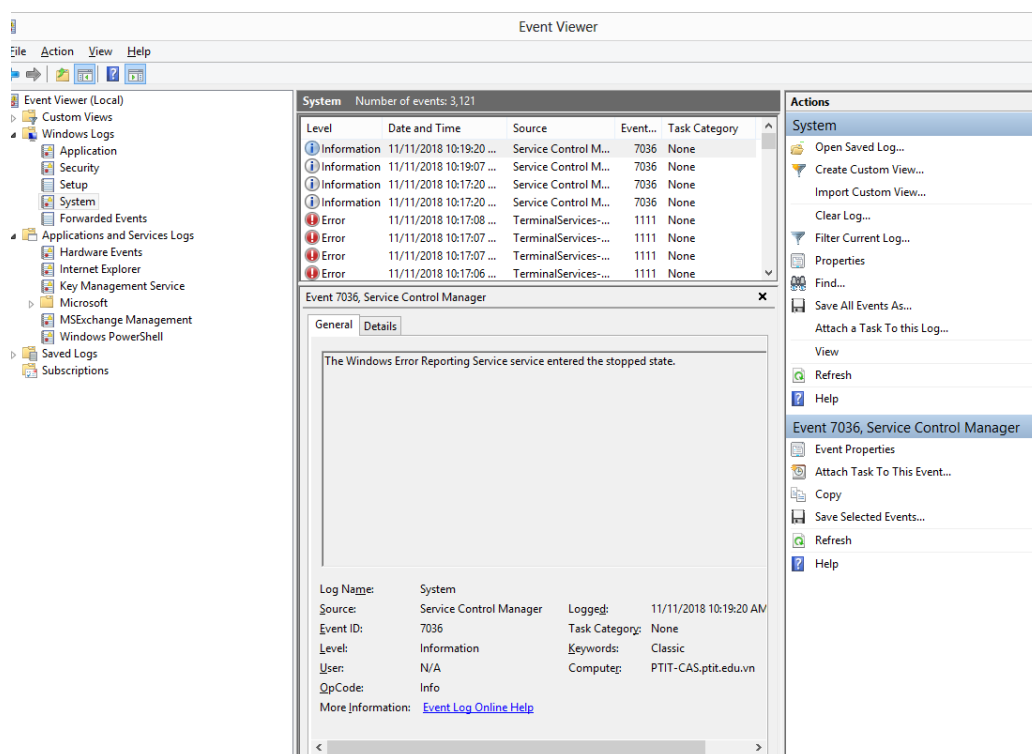 Event Viewer
File Action View Help
Event Viewer (Local)
Custom Views
Windows Logs
Application
Security
Setup
System
Forwarded Events
Applications and Services Logs
Hardware Events
Internet Explorer
Key Management Service
Microsoft
MSExchange Management
Windows PowerShell
Saved Logs
Subscriptions
System Number of events: 3,121
Level Date and Time Source Event... Task Category
Information 11/11/2018 10:19:20 ... Service Control M... 7036 None
Information 11/11/2018 10:19:07 ... Service Control M... 7036 None
Information 11/11/2018 10:17:20 ... Service Control M... 7036 None
Information 11/11/2018 10:17:20 ... Service Control M... 7036 None
Error 11/11/2018 10:17:08 ... TerminalServices-... 1111 None
Error 11/11/2018 10:17:07 ... TerminalServices-... 1111 None
Error 11/11/2018 10:17:07 ... TerminalServices-... 1111 None
Error 11/11/2018 10:17:06 ... TerminalServices-... 1111 None
Event 7036, Service Control Manager
General Details
The Windows Error Reporting Service service entered the stopped state.
Log Name: System
Source: Service Control Manager Logged: 11/11/2018 10:19:20 AM
Event ID: 7036 Task Category: None
Level: Information Keywords: Classic
User: N/A Computer: PTIT-CAS.ptit.edu.vn
OpCode: Info
More Information: Event Log Online Help
Actions
System
Open Saved Log...
Create Custom View...
Import Custom View...
Clear Log...
Filter Current Log...
Properties
Find...
Save All Events As...
Attach a Task To this Log...
View
Refresh
Help
Event 7036, Service Control Manager
Event Properties
Attach Task To This Event...
Copy
Save Selected Events...
Refresh
Help